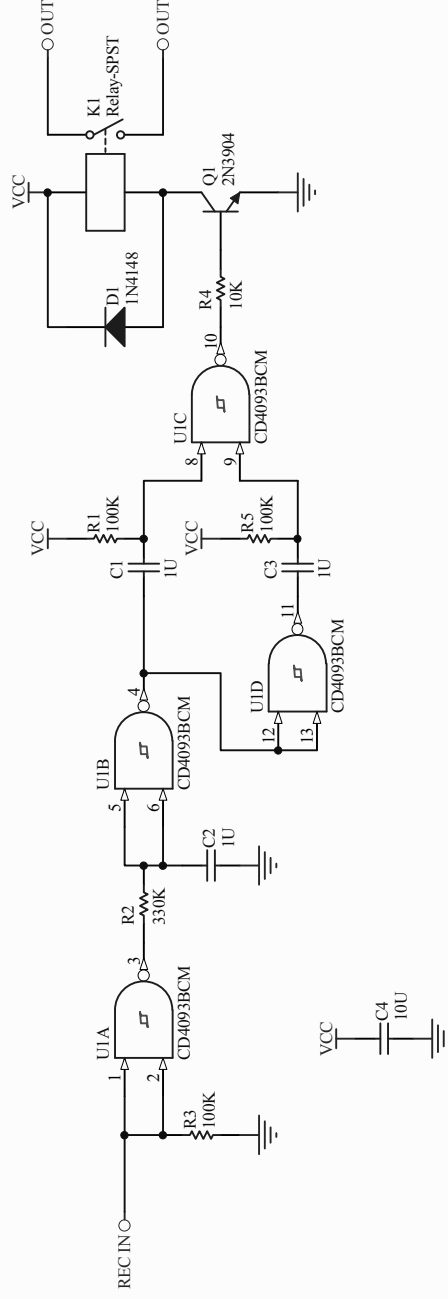 REC IN
R3
100K
1
2
U1A
3
CD4093BCM
R2
330K
C2
1U
5
6
U1B
4
CD4093BCM
12
13
U1D
11
CD4093BCM
C1
1U
VCC
R1
100K
C3
1U
VCC
R5
100K
8
9
U1C
10
CD4093BCM
R4
10K
Q1
2N3904
D1
1N4148
VCC
K1
Relay-SPST
OUT
OUT
VCC
C4
10U